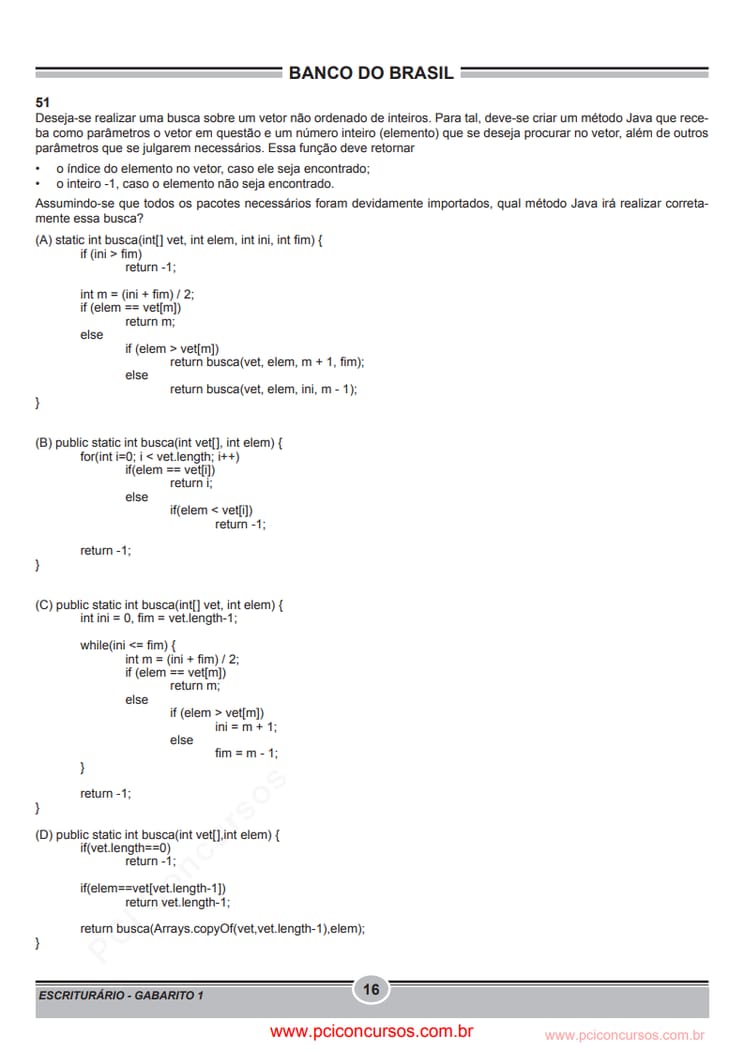 BANCO DO BRASIL
51
Deseja-se realizar uma busca sobre um vetor não ordenado de inteiros. Para tal, deve-se criar um método Java que rece-
ba como parâmetros o vetor em questão e um número inteiro (elemento) que se deseja procurar no vetor, além de outros
parâmetros que se julgarem necessários. Essa função deve retornar
• o índice do elemento no vetor, caso ele seja encontrado;
• o inteiro -1, caso o elemento não seja encontrado.
Assumindo-se que todos os pacotes necessários foram devidamente importados, qual método Java irá realizar correta-
mente essa busca?
(A) static int busca(int[] vet, int elem, int ini, int fim) {
if (ini > fim)
return -1;
int m = (ini + fim) / 2;
if (elem == vet[m])
return m;
else
if (elem > vet[m])
return busca(vet, elem, m + 1, fim);
else
return busca(vet, elem, ini, m - 1);
}
(B) public static int busca(int vet[], int elem) {
for(int i=0; i < vet.length; i++)
if(elem == vet[i])
return i;
else
if(elem < vet[i])
return -1;
return -1;
}
(C) public static int busca(int[] vet, int elem) {
int ini = 0, fim = vet.length-1;
while(ini <= fim) {
int m = (ini + fim) / 2;
if (elem == vet[m])
return m;
else
if (elem > vet[m])
ini = m + 1;
else
fim = m - 1;
}
return -1;
}
(D) public static int busca(int vet[],int elem) {
if(vet.length==0)
return -1;
if(elem==vet[vet.length-1])
return vet.length-1;
return busca(Arrays.copyOf(vet,vet.length-1),elem);
}
pciconcursos
ESCRITURÁRIO - GABARITO 1
16
www.pciconcursos.com.br
www.pciconcursos.com.br